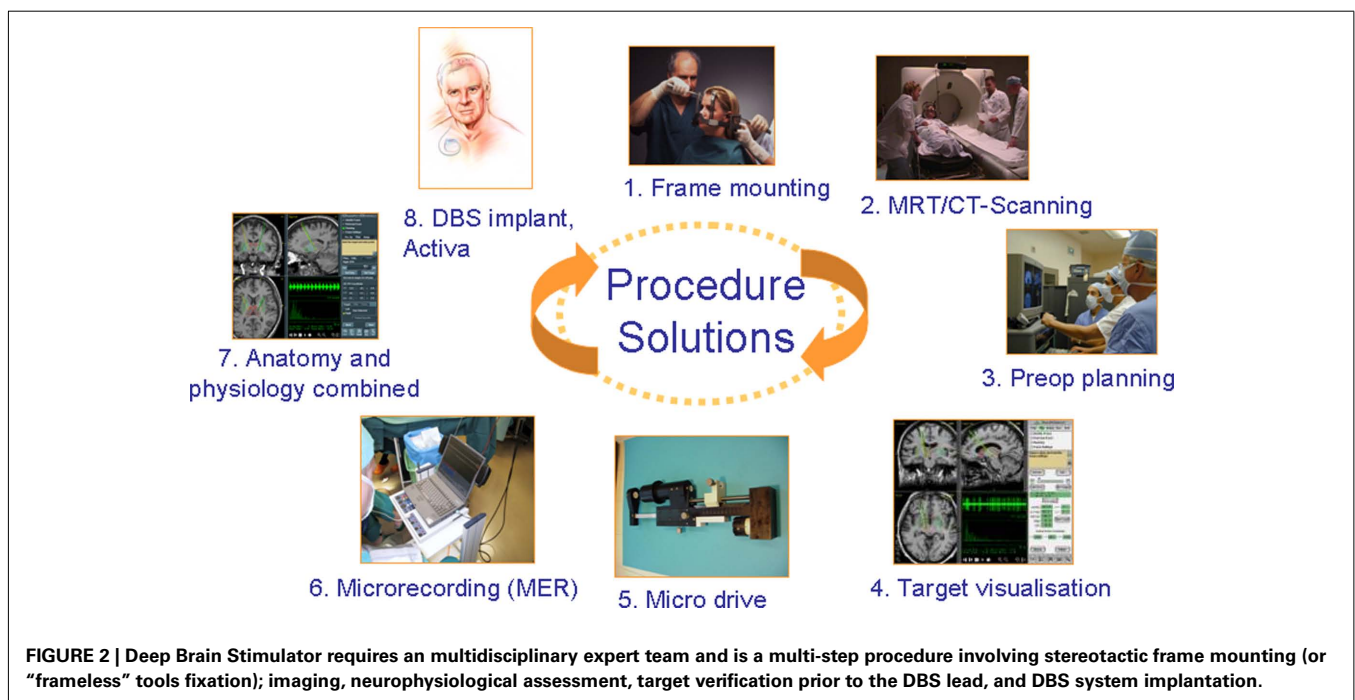 Procedure
Solutions
1. Frame mounting
2. MRT/CT-Scanning
3. Preop planning
4. Target visualisation
5. Micro drive
6. Microrecording (MER)
7. Anatomy and
physiology combined
8. DBS implant,
Activa
FIGURE 2 | Deep Brain Stimulator requires an multidisciplinary expert team and is a multi-step procedure involving stereotactic frame mounting (or
“frameless” tools fixation); imaging, neurophysiological assessment, target verification prior to the DBS lead, and DBS system implantation.